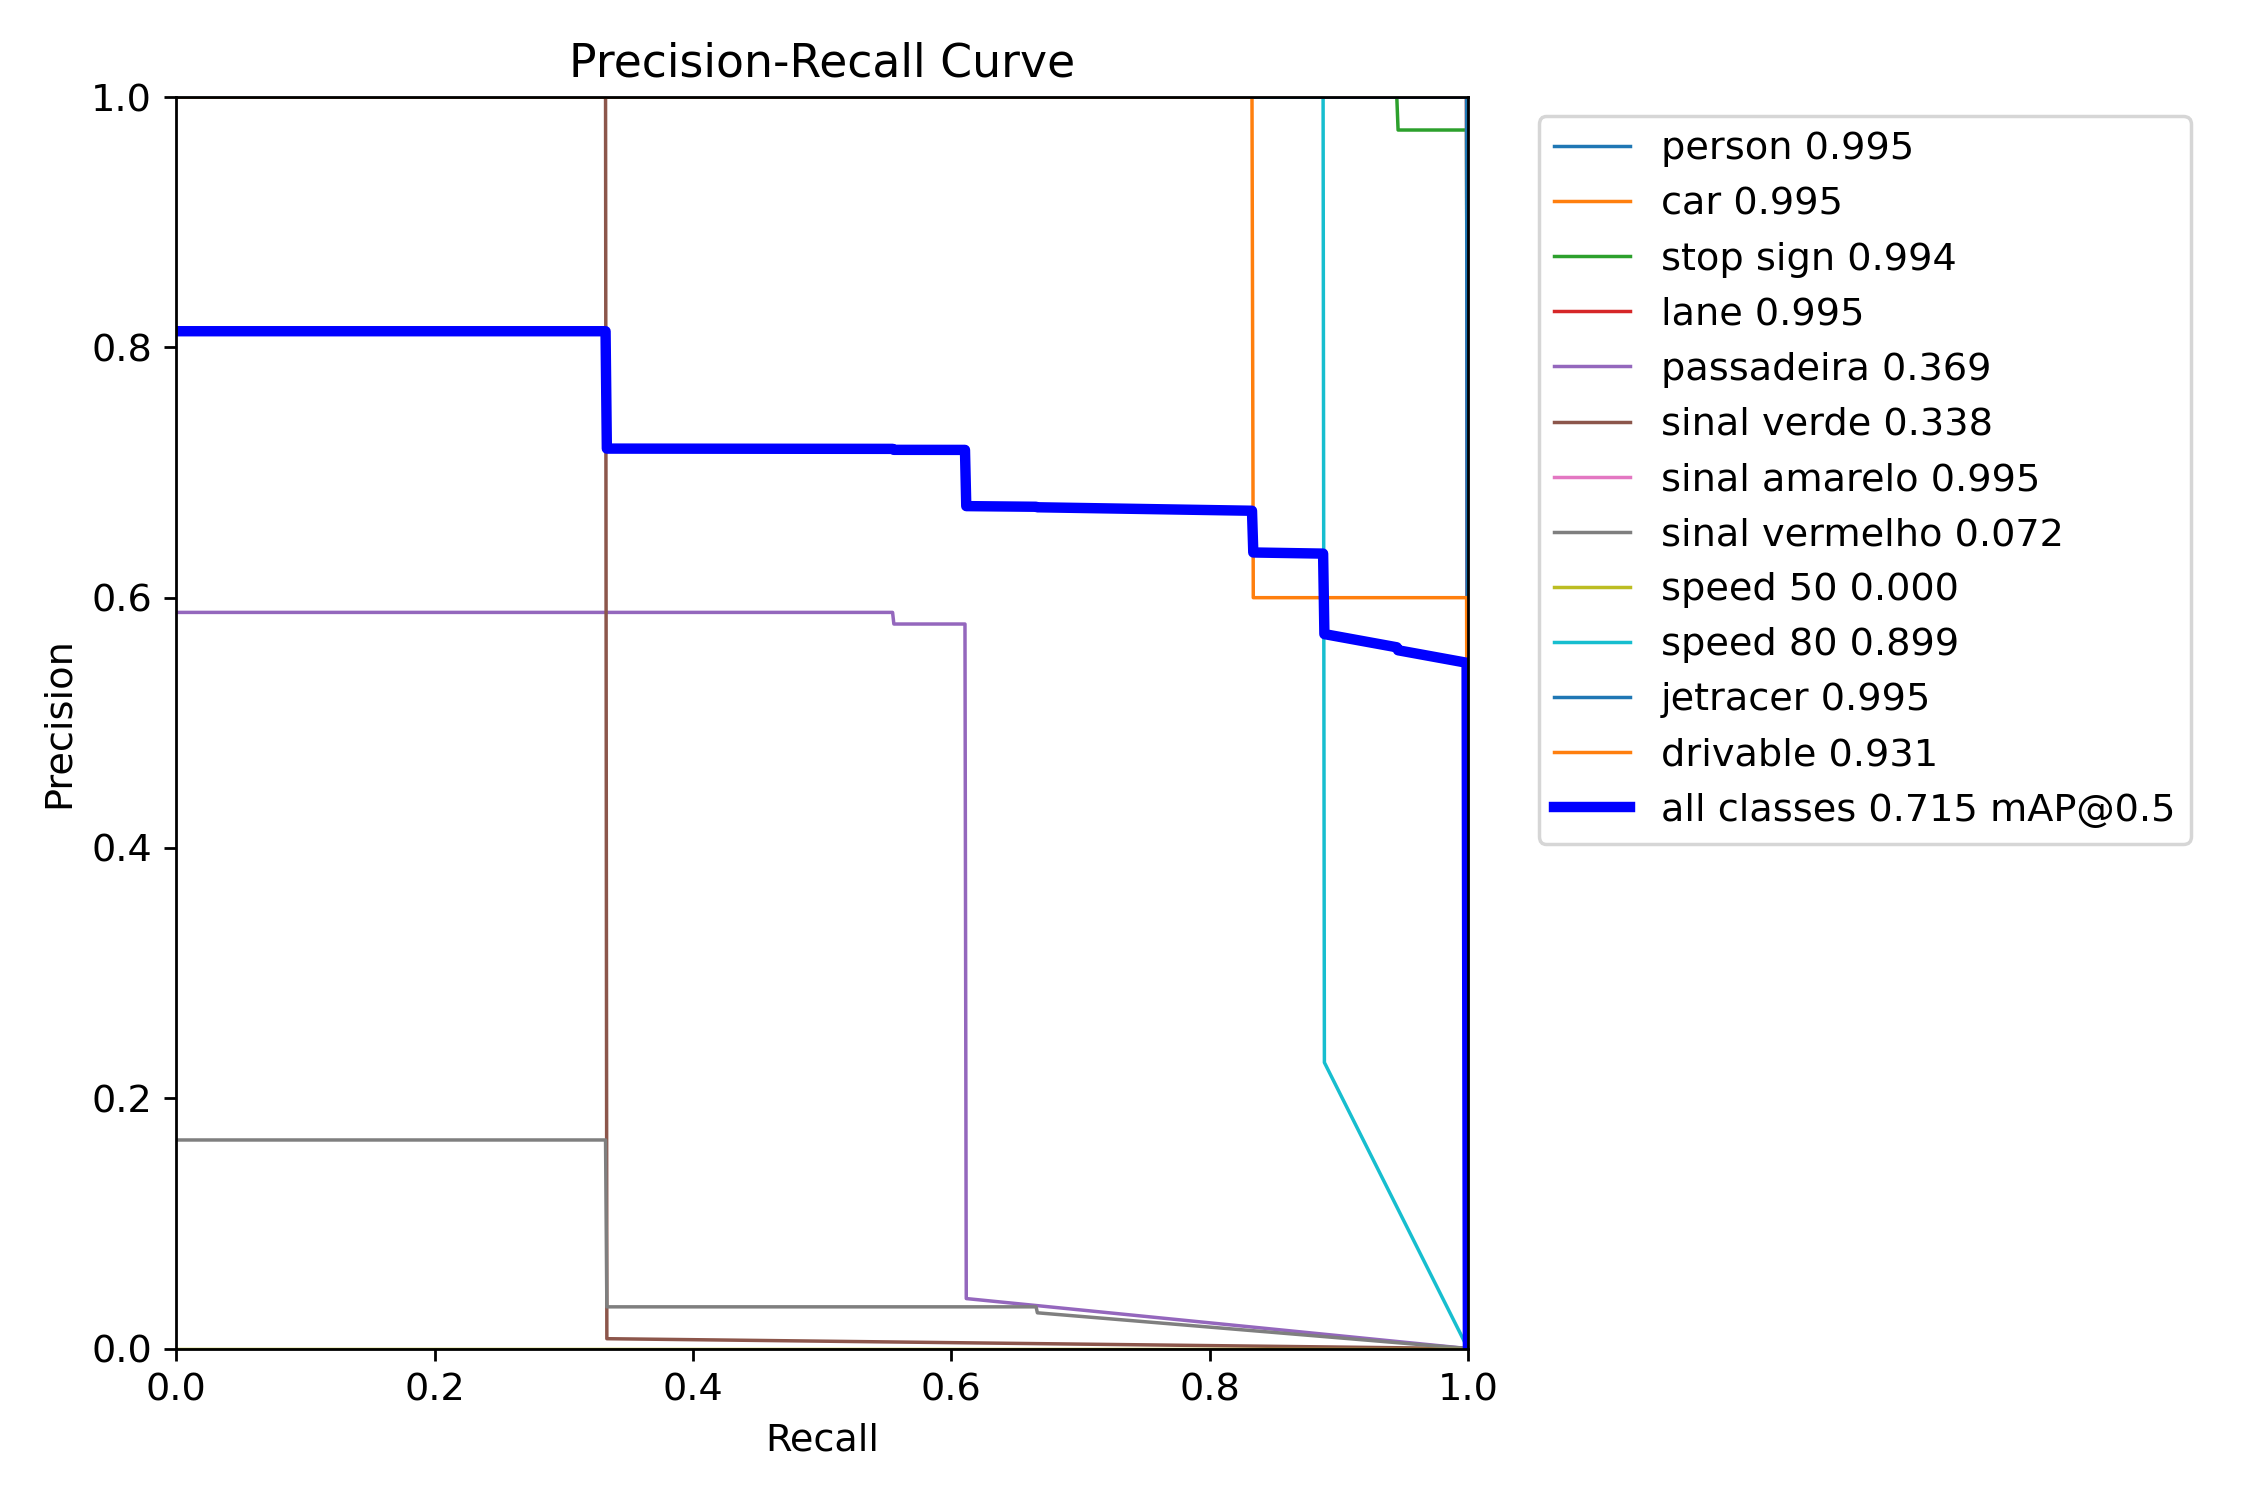 Precision-Recall Curve
1.0
0.8
0.6
0.4
0.2
0.0
Precision
0.0 0.2 0.4 0.6 0.8 1.0
Recall
person 0.995
car 0.995
stop sign 0.994
lane 0.995
passadeira 0.369
sinal verde 0.338
sinal amarelo 0.995
sinal vermelho 0.072
speed 50 0.000
speed 80 0.899
jetracer 0.995
drivable 0.931
all classes 0.715 mAP@0.5